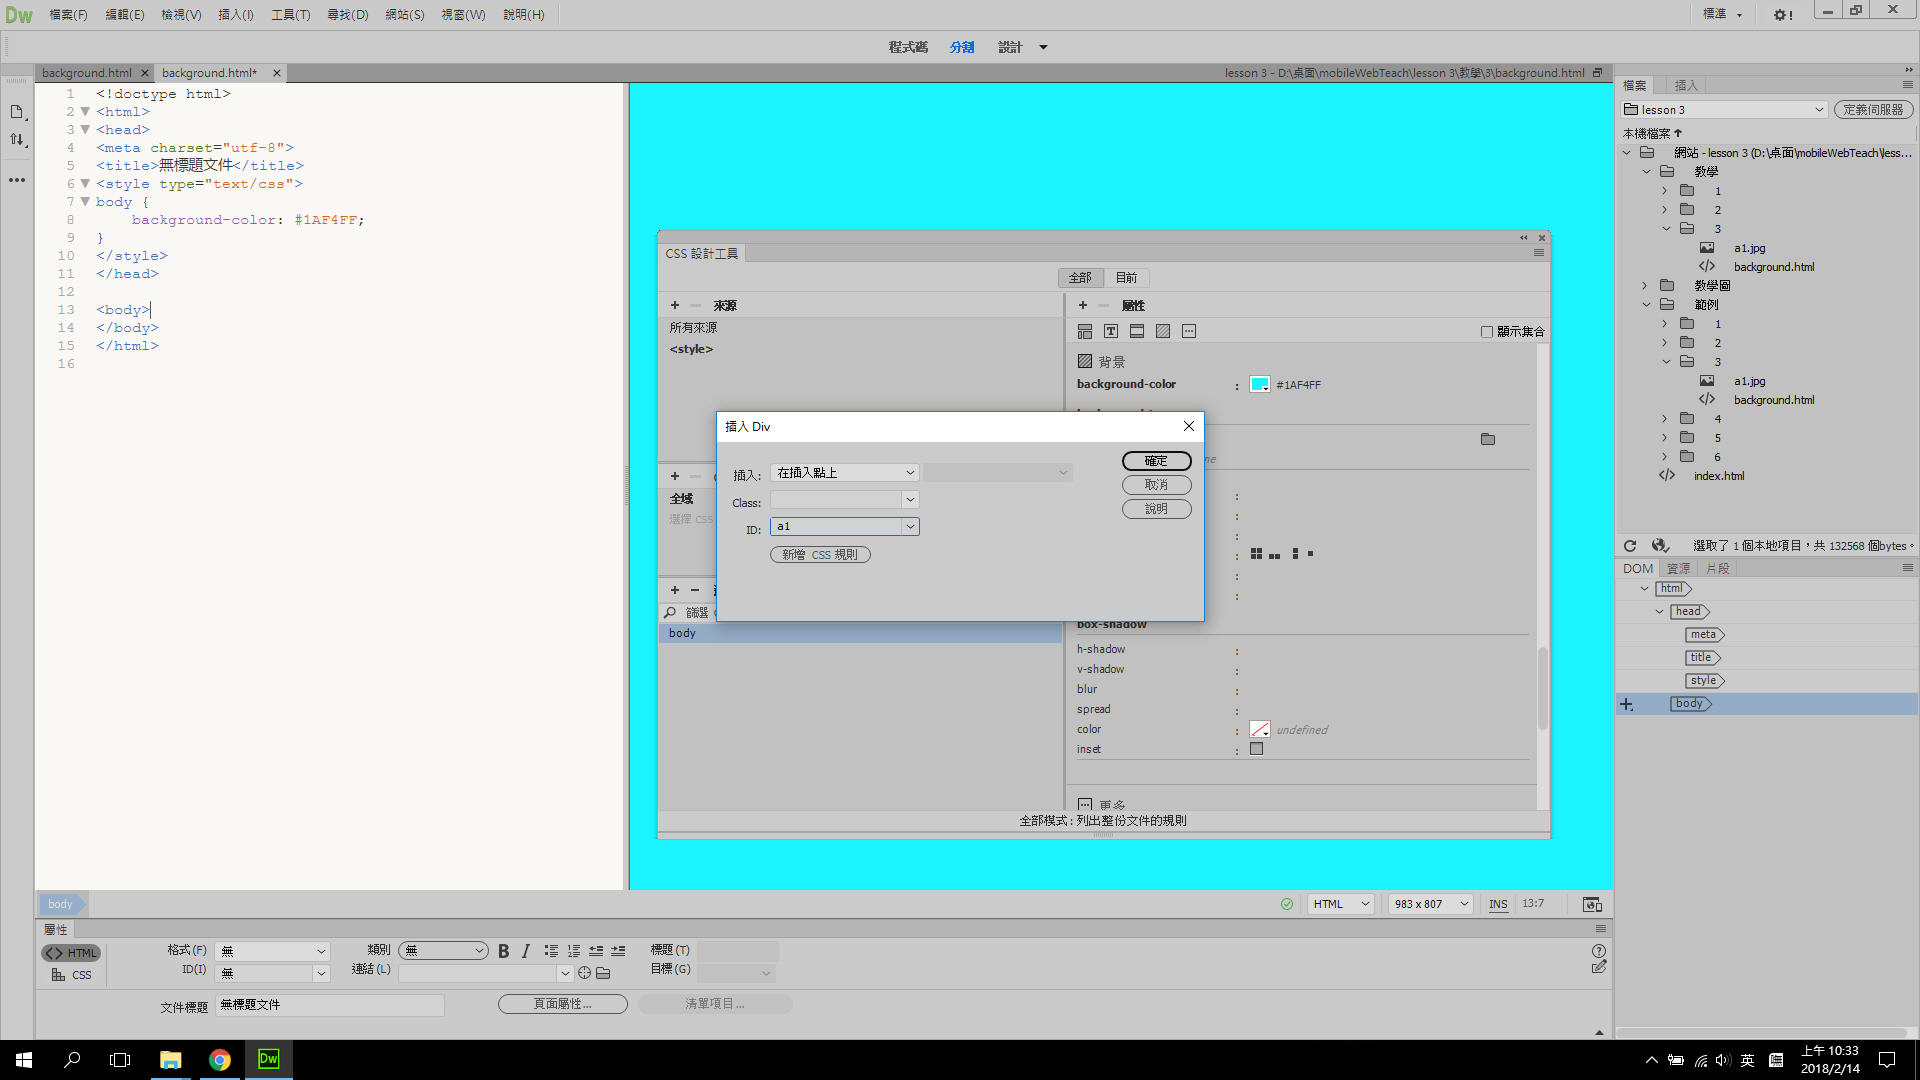 Dw 檔案(F) 編輯(E) 檢視(V) 插入(I) 工具(T) 尋找(D) 網站(S) 視窗(W) 說明(H) 標準 !
程式碼 分割 設計
background.html × background.html* × lesson 3 - D:\桌面\mobileWebTeach\lesson 3\教學\3\background.html
1 <!doctype html>
2 <html>
3 <head>
4 <meta charset="utf-8">
5 <title>無標題文件</title>
6 <style type="text/css">
7 body {
8 background-color: #1AF4FF;
9 }
10 </style>
11 </head>
12
13 <body>
14 </body>
15 </html>
16
CSS 設計工具
全部 目前
+ 來源
所有來源
<style>
+ 屬性
顯示集合
背景
background-color : #1AF4FF
全域
選擇 CSS
篩選
body
插入 Div
插入: 在插入點上
Class:
ID: a1
新增 CSS 規則
確定
取消
說明
box-shadow
h-shadow :
v-shadow :
blur :
spread :
color : undefined
inset :
更多
全部模式 : 列出整份文件的規則
檔案 插入
lesson 3 定義伺服器
本機檔案
網站 - lesson 3 (D:\桌面\mobileWebTeach\less...
教學
1
2
3
a1.jpg
background.html
教學圖
範例
1
2
3
a1.jpg
background.html
4
5
6
index.html
選取了 1 個本地項目，共 132568 個bytes。
DOM 資源 片段
html
head
meta
title
style
body
body HTML 983 x 807 INS 13:7
屬性
<> HTML 格式(F) 無 類別 無 B I 標題(T)
CSS ID(I) 無 連結(L) 目標(G)
文件標題 無標題文件 頁面屬性... 清單項目...
Dw 英 上午 10:33
2018/2/14